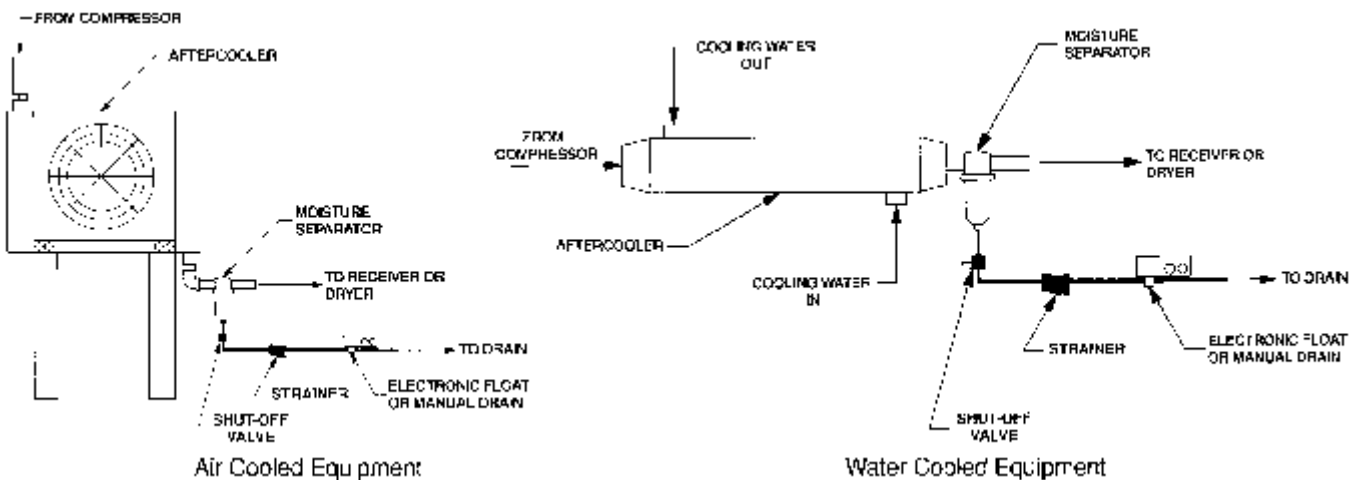 FROM COMPRESSOR
AFTERCOOLER
MOISTURE
SEPARATOR
TO RECEIVER OR
DRYER
TO DRAIN
STRAINER
ELECTRONIC FLOAT
OR MANUAL DRAIN
SHUT-OFF
VALVE
Air Cooled Equipment
COOLING WATER
OUT
MOISTURE
SEPARATOR
FROM
COMPRESSOR
TO RECEIVER OR
DRYER
AFTERCOOLER
COOLING WATER
IN
TO DRAIN
STRAINER
ELECTRONIC FLOAT
OR MANUAL DRAIN
SHUT-OFF
VALVE
Water Cooled Equipment